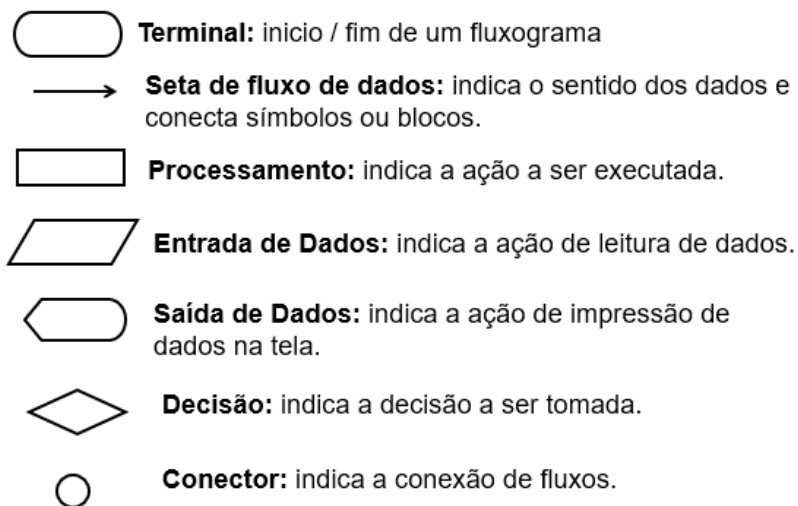 Terminal: inicio / fim de um fluxograma
Seta de fluxo de dados: indica o sentido dos dados e
conecta símbolos ou blocos.
Processamento: indica a ação a ser executada.
Entrada de Dados: indica a ação de leitura de dados.
Saída de Dados: indica a ação de impressão de
dados na tela.
Decisão: indica a decisão a ser tomada.
Conector: indica a conexão de fluxos.